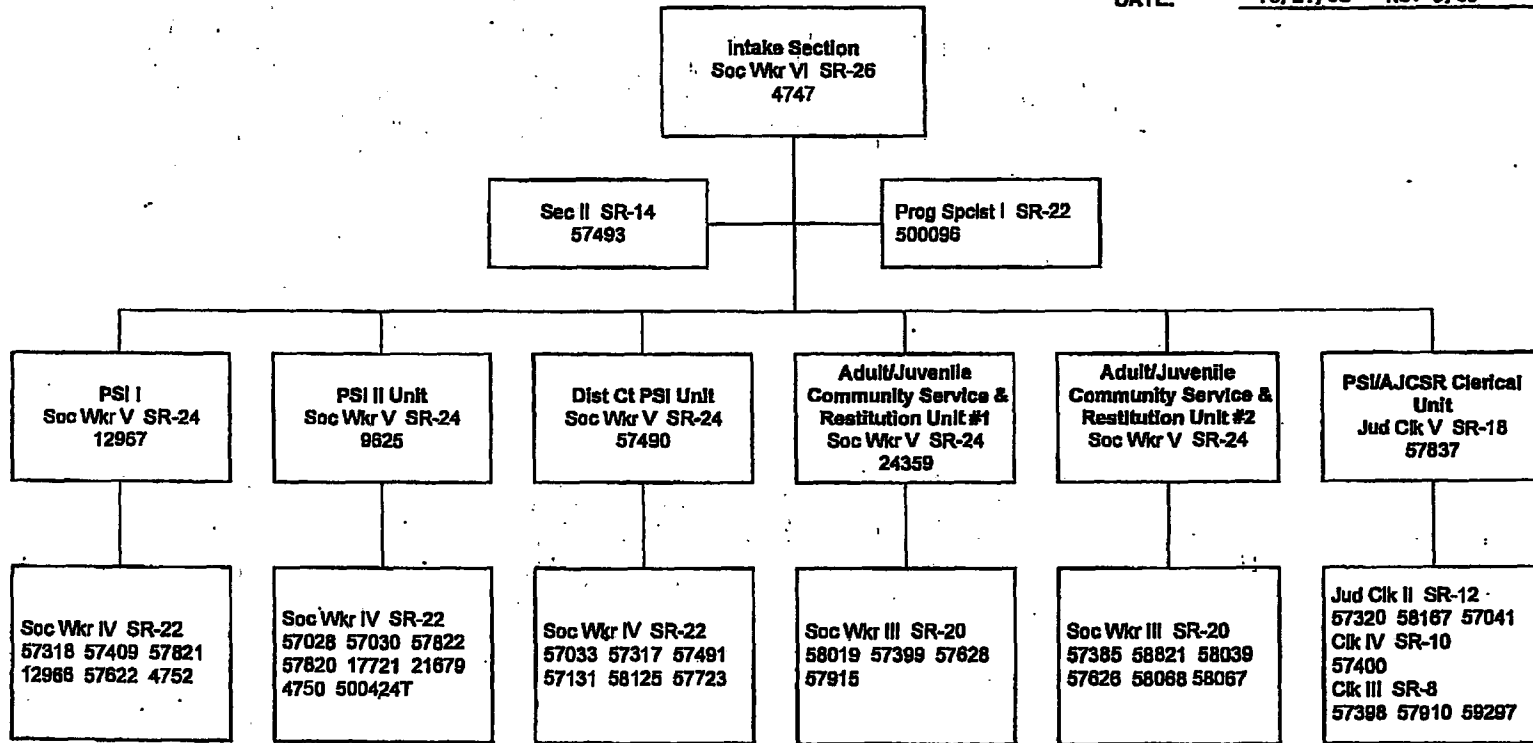 DATE:
Intake Section
Soc Wkr VI SR-26
4747
Sec II SR-14
57493
Prog Spclst I SR-22
500096
PSI I
Soc Wkr V SR-24
12967
PSI II Unit
Soc Wkr V SR-24
9625
Dist Ct PSI Unit
Soc Wkr V SR-24
57490
Adult/Juvenile
Community Service &
Restitution Unit #1
Soc Wkr V SR-24
24359
Adult/Juvenile
Community Service &
Restitution Unit #2
Soc Wkr V SR-24
PSI/AJCSR Clerical
Unit
Jud Clk V SR-18
57837
Soc Wkr IV SR-22
57318 57409 57821
12966 57622 4752
Soc Wkr IV SR-22
57028 57030 57822
57820 17721 21679
4750 500424T
Soc Wkr IV SR-22
57033 57317 57491
57131 58125 57723
Soc Wkr III SR-20
58019 57399 57628
57915
Soc Wkr III SR-20
57385 58821 58039
57626 58068 58067
Jud Clk II SR-12
57320 58167 57041
Clk IV SR-10
57400
Clk III SR-8
57398 57910 59297